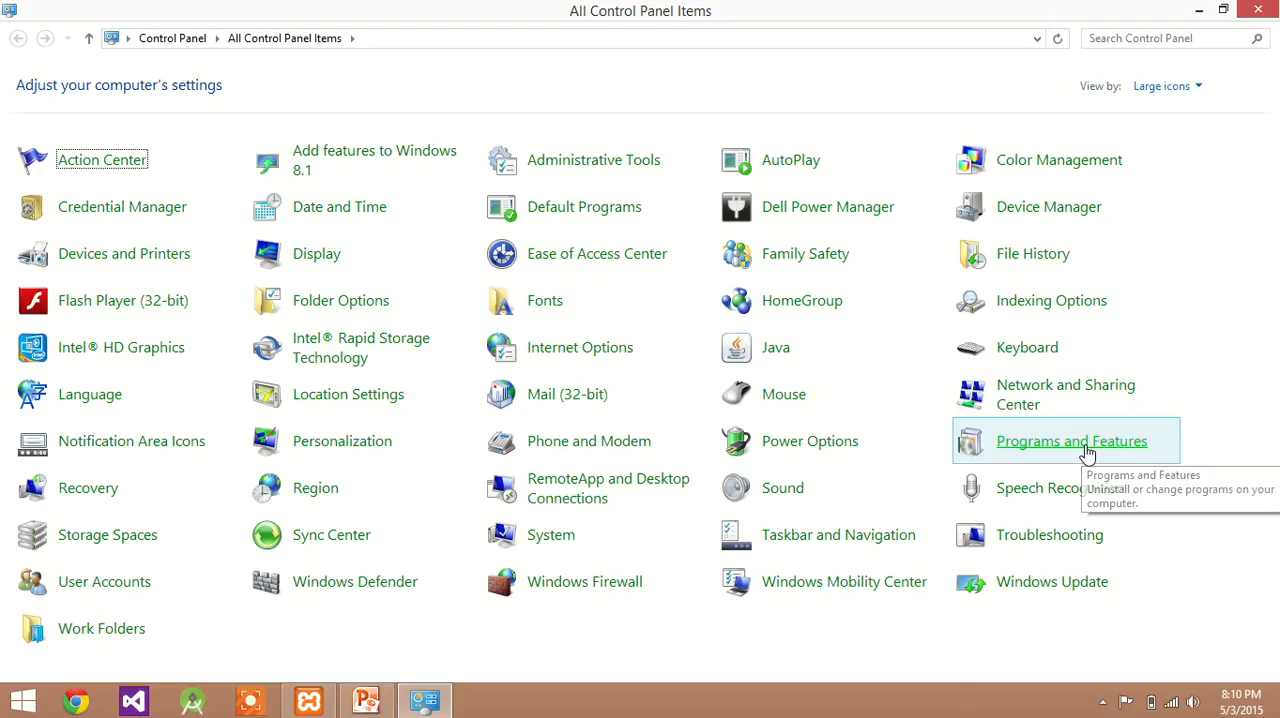 All Control Panel Items
Control Panel
All Control Panel Items
Search Control Panel
Adjust your computer's settings
View by: Large icons
Action Center
Add features to Windows
8.1
Administrative Tools
AutoPlay
Color Management
Credential Manager
Date and Time
Default Programs
Dell Power Manager
Device Manager
Devices and Printers
Display
Ease of Access Center
Family Safety
File History
Flash Player (32-bit)
Folder Options
Fonts
HomeGroup
Indexing Options
Intel® HD Graphics
Intel® Rapid Storage
Technology
Internet Options
Java
Keyboard
Language
Location Settings
Mail (32-bit)
Mouse
Network and Sharing
Center
Notification Area Icons
Personalization
Phone and Modem
Power Options
Programs and Features
Programs and Features
Uninstall or change programs on your
computer.
Recovery
Region
RemoteApp and Desktop
Connections
Sound
Speech
Storage Spaces
Sync Center
System
Taskbar and Navigation
Troubleshooting
User Accounts
Windows Defender
Windows Firewall
Windows Mobility Center
Windows Update
Work Folders
8:10 PM
5/3/2015